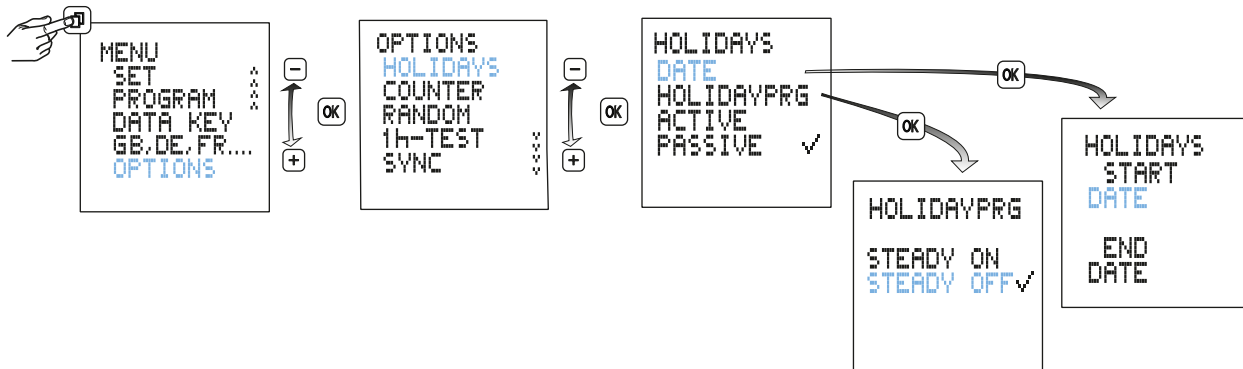 MENU
SET
PROGRAM
DATA KEY
GB,DE,FR....
OPTIONS
−
+
OK
OPTIONS
HOLIDAYS
COUNTER
RANDOM
1h-TEST
SYNC
−
+
OK
HOLIDAYS
DATE
HOLIDAYPRG
ACTIVE
PASSIVE ✓
OK
OK
HOLIDAYPRG
STEADY ON
STEADY OFF✓
HOLIDAYS
START
DATE
END
DATE